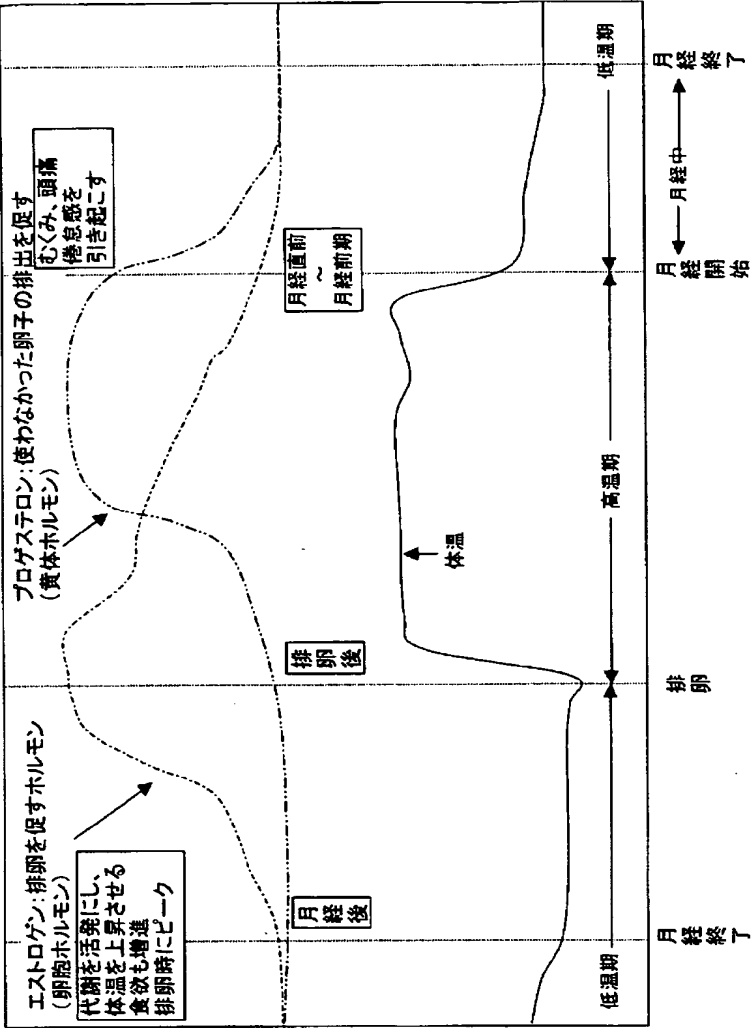 エストロゲン:排卵を促すホルモン
(卵胞ホルモン)
代謝を活発にし、
体温を上昇させる
食欲も増進
排卵時にピーク
プロゲステロン:使わなかった卵子の排出を促す
(黄体ホルモン)
むくみ、頭痛
倦怠感を
引き起こす
月経後
排卵後
月経直前
~
月経前期
体温
低温期
高温期
低温期
月経終了
排卵
月経開始
月経中
月経終了